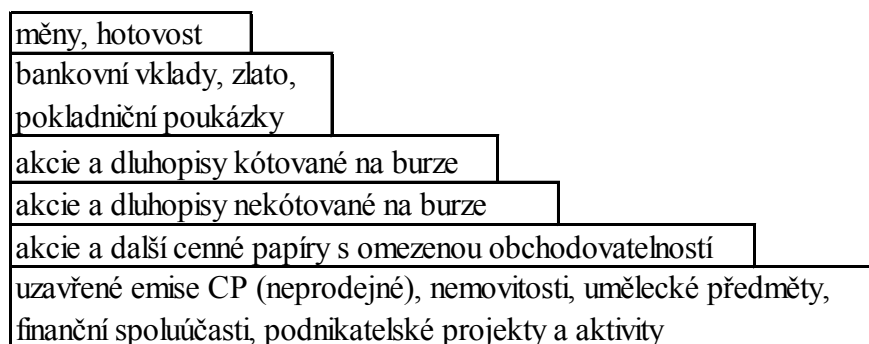 měny, hotovost
bankovní vklady, zlato,
pokladniční poukázky
akcie a dluhopisy kótované na burze
akcie a dluhopisy nekótované na burze
akcie a další cenné papíry s omezenou obchodovatelností
uzavřené emise CP (neprodejné), nemovitosti, umělecké předměty,
finanční spoluúčasti, podnikatelské projekty a aktivity